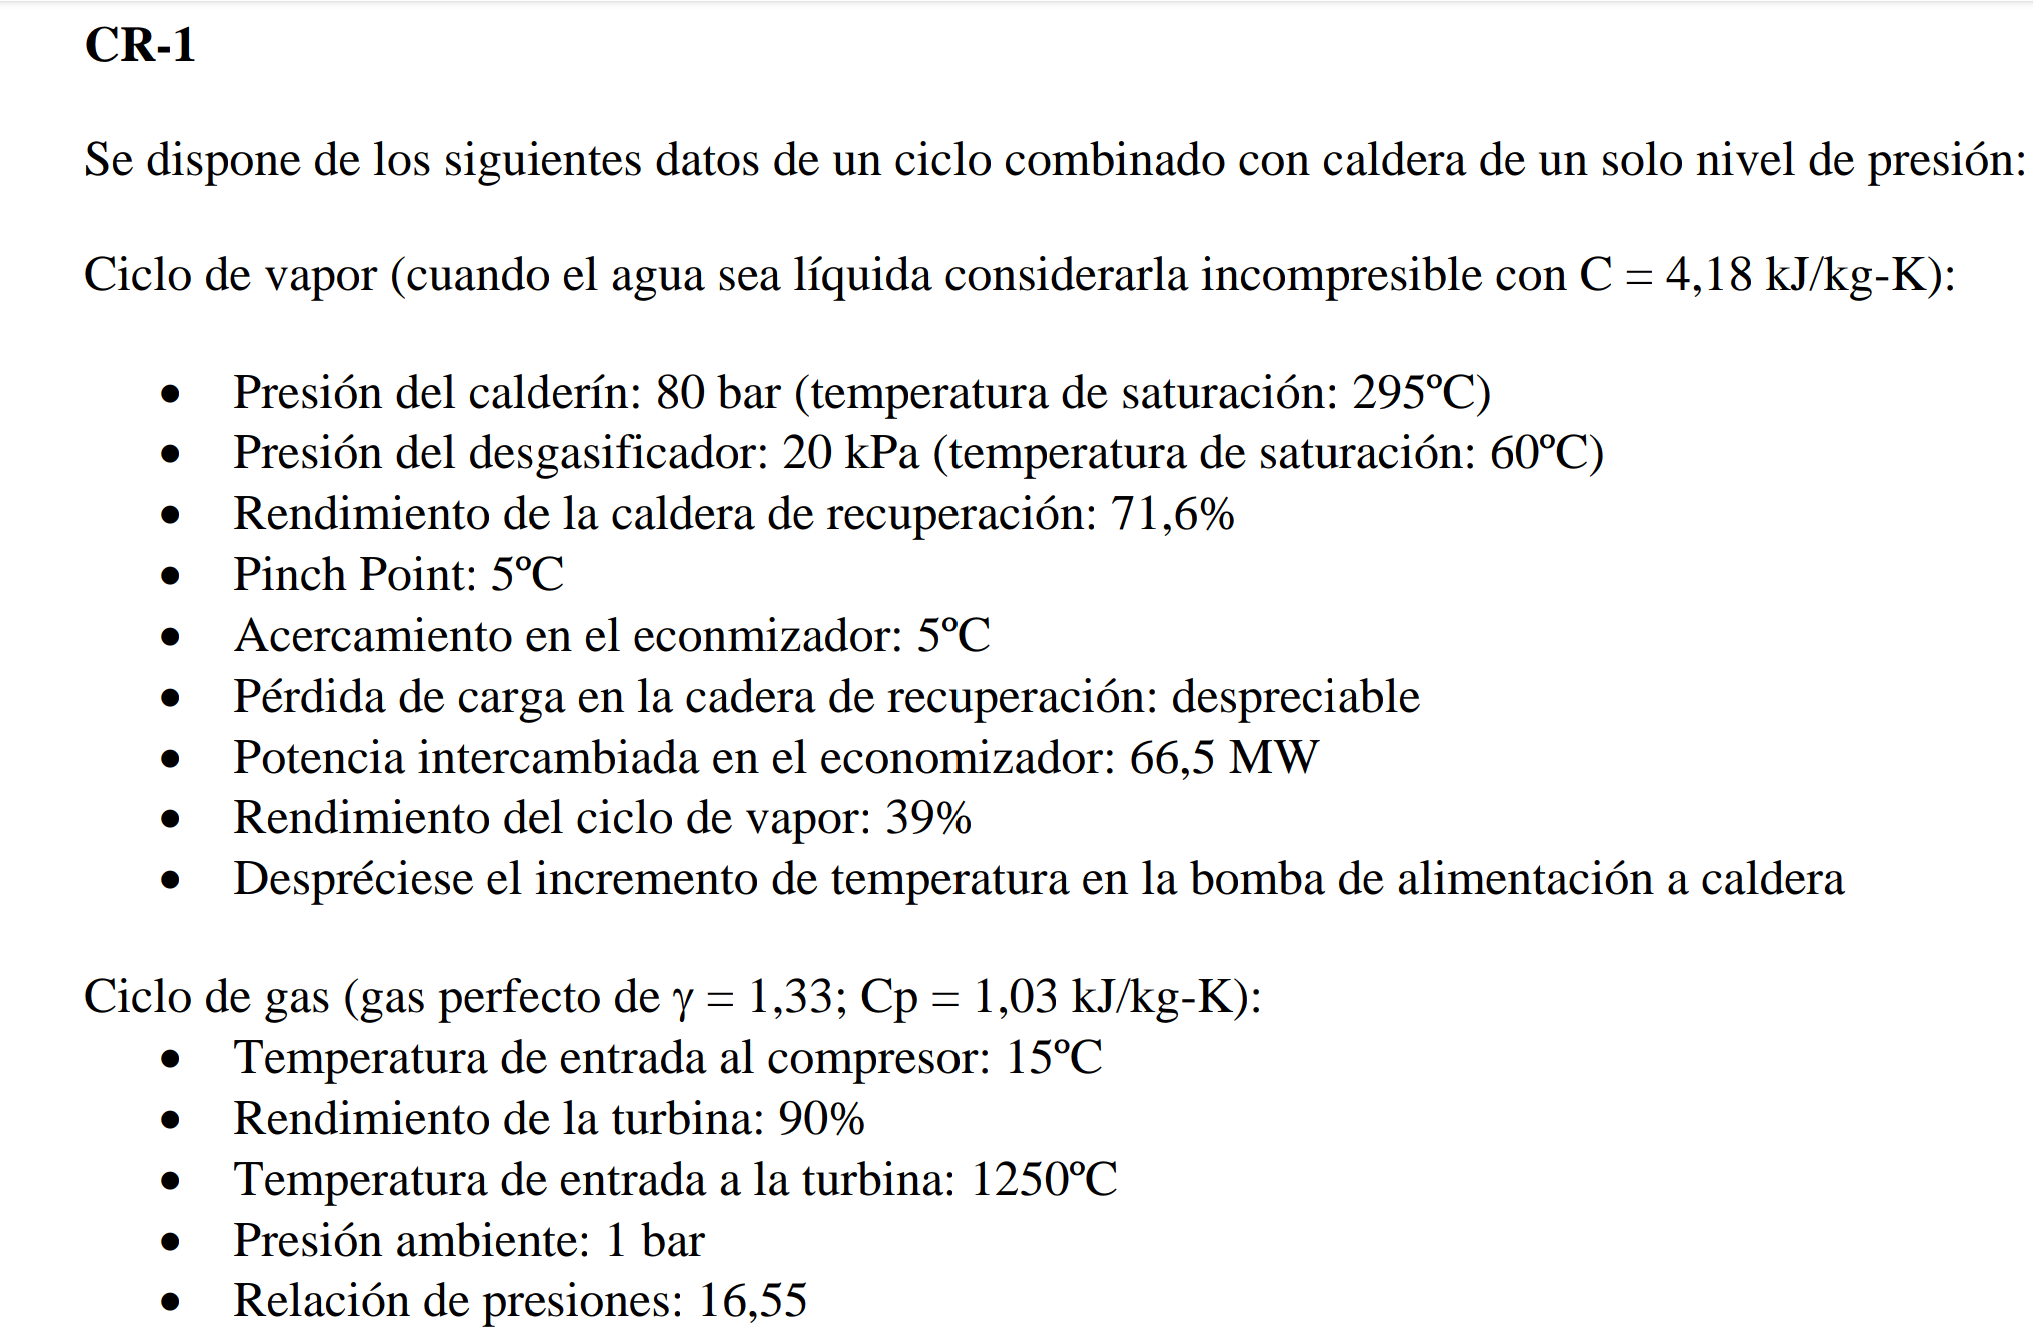 CR-1
Se dispone de los siguientes datos de un ciclo combinado con caldera de un solo nivel de presión:
Ciclo de vapor (cuando el agua sea líquida considerarla incompresible con C = 4,18 kJ/kg-K):
• Presión del calderín: 80 bar (temperatura de saturación: 295ºC)
• Presión del desgasificador: 20 kPa (temperatura de saturación: 60ºC)
• Rendimiento de la caldera de recuperación: 71,6%
• Pinch Point: 5ºC
• Acercamiento en el econmizador: 5ºC
• Pérdida de carga en la cadera de recuperación: despreciable
• Potencia intercambiada en el economizador: 66,5 MW
• Rendimiento del ciclo de vapor: 39%
• Despréciese el incremento de temperatura en la bomba de alimentación a caldera
Ciclo de gas (gas perfecto de γ = 1,33; Cp = 1,03 kJ/kg-K):
• Temperatura de entrada al compresor: 15ºC
• Rendimiento de la turbina: 90%
• Temperatura de entrada a la turbina: 1250ºC
• Presión ambiente: 1 bar
• Relación de presiones: 16,55